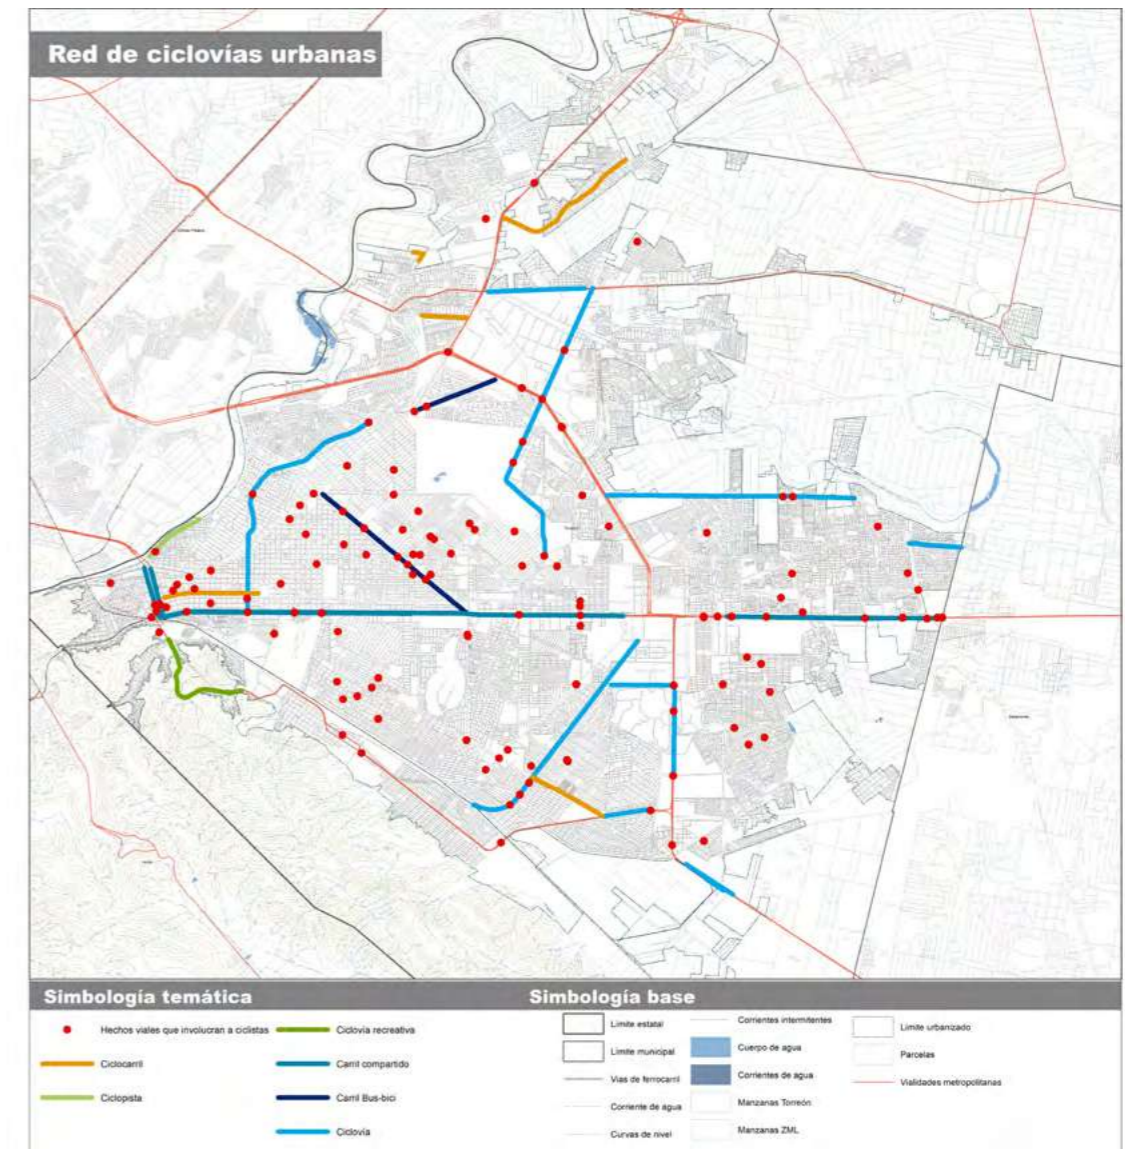 Red de ciclovías urbanas
Simbología temática
Hechos viales que involucran a ciclistas
Ciclocarril
Ciclopista
Ciclovía recreativa
Carril compartido
Carril Bus-bici
Ciclovía
Simbología base
Límite estatal
Límite municipal
Vías de ferrocarril
Corriente de agua
Curvas de nivel
Corrientes intermitentes
Cuerpo de agua
Corrientes de agua
Manzanas Torreón
Manzanas ZML
Límite urbanizado
Parcelas
Vialidades metropolitanas